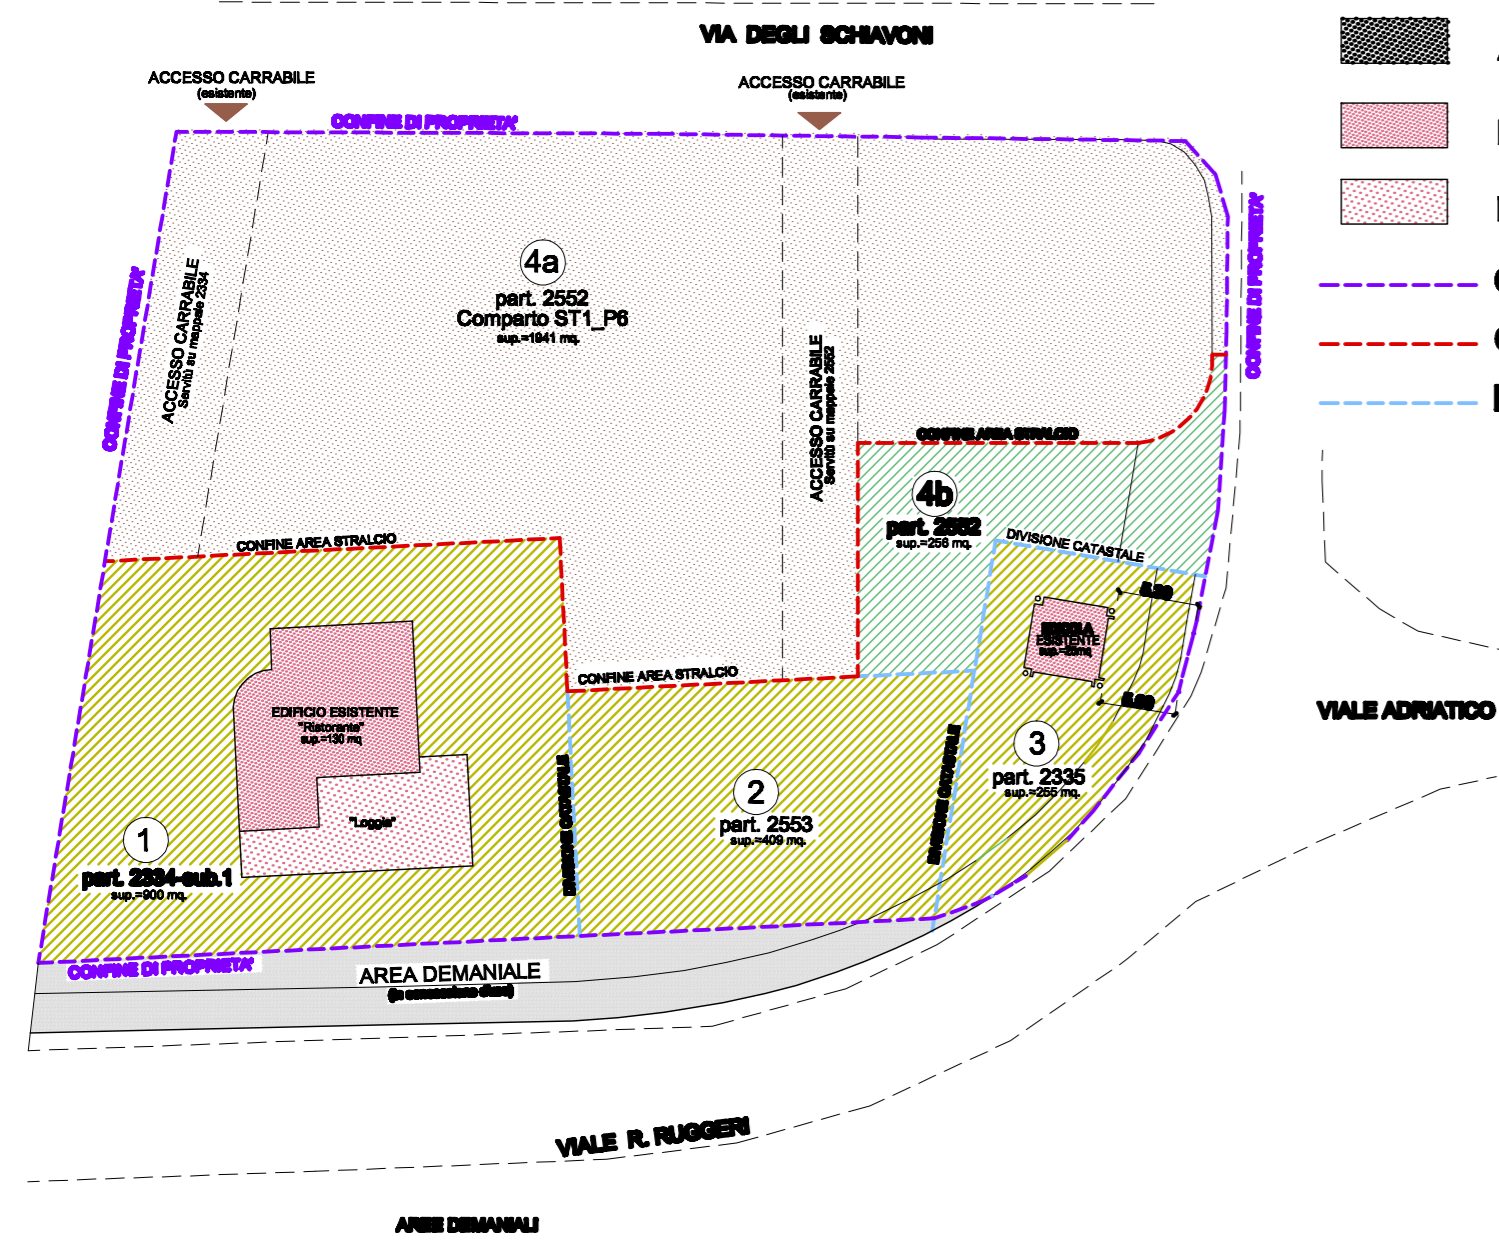 VIA DEGLI SCHIAVONI
ACCESSO CARRABILE
(esistente)
ACCESSO CARRABILE
(esistente)
CONFINE DI PROPRIETA'
CONFINE DI PROPRIETA'
CONFINE DI PROPRIETA'
ACCESSO CARRABILE
Servitù su mappale 2334
4a
part. 2552
Comparto ST1_P6
sup.=1941 mq.
ACCESSO CARRABILE
Servitù su mappale 2552
CONFINE AREA STRALCIO
4b
part. 2552
sup.=256 mq.
CONFINE AREA STRALCIO
DIVISIONE CATASTALE
ESISTENTE
sup.=25mq
CONFINE AREA STRALCIO
EDIFICIO ESISTENTE
"Ristorante"
sup.=130 mq
"Loggia"
VIALE ADRIATICO
3
part. 2335
sup.=255 mq.
2
part. 2553
sup.=409 mq.
DIVISIONE CATASTALE
DIVISIONE CATASTALE
1
part. 2334-sub.1
sup.=900 mq.
CONFINE DI PROPRIETA'
AREA DEMANIALE
VIALE R. RUGGERI
AREE DEMANIALI